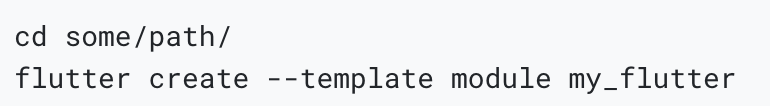 cd some/path/
flutter create --template module my_flutter